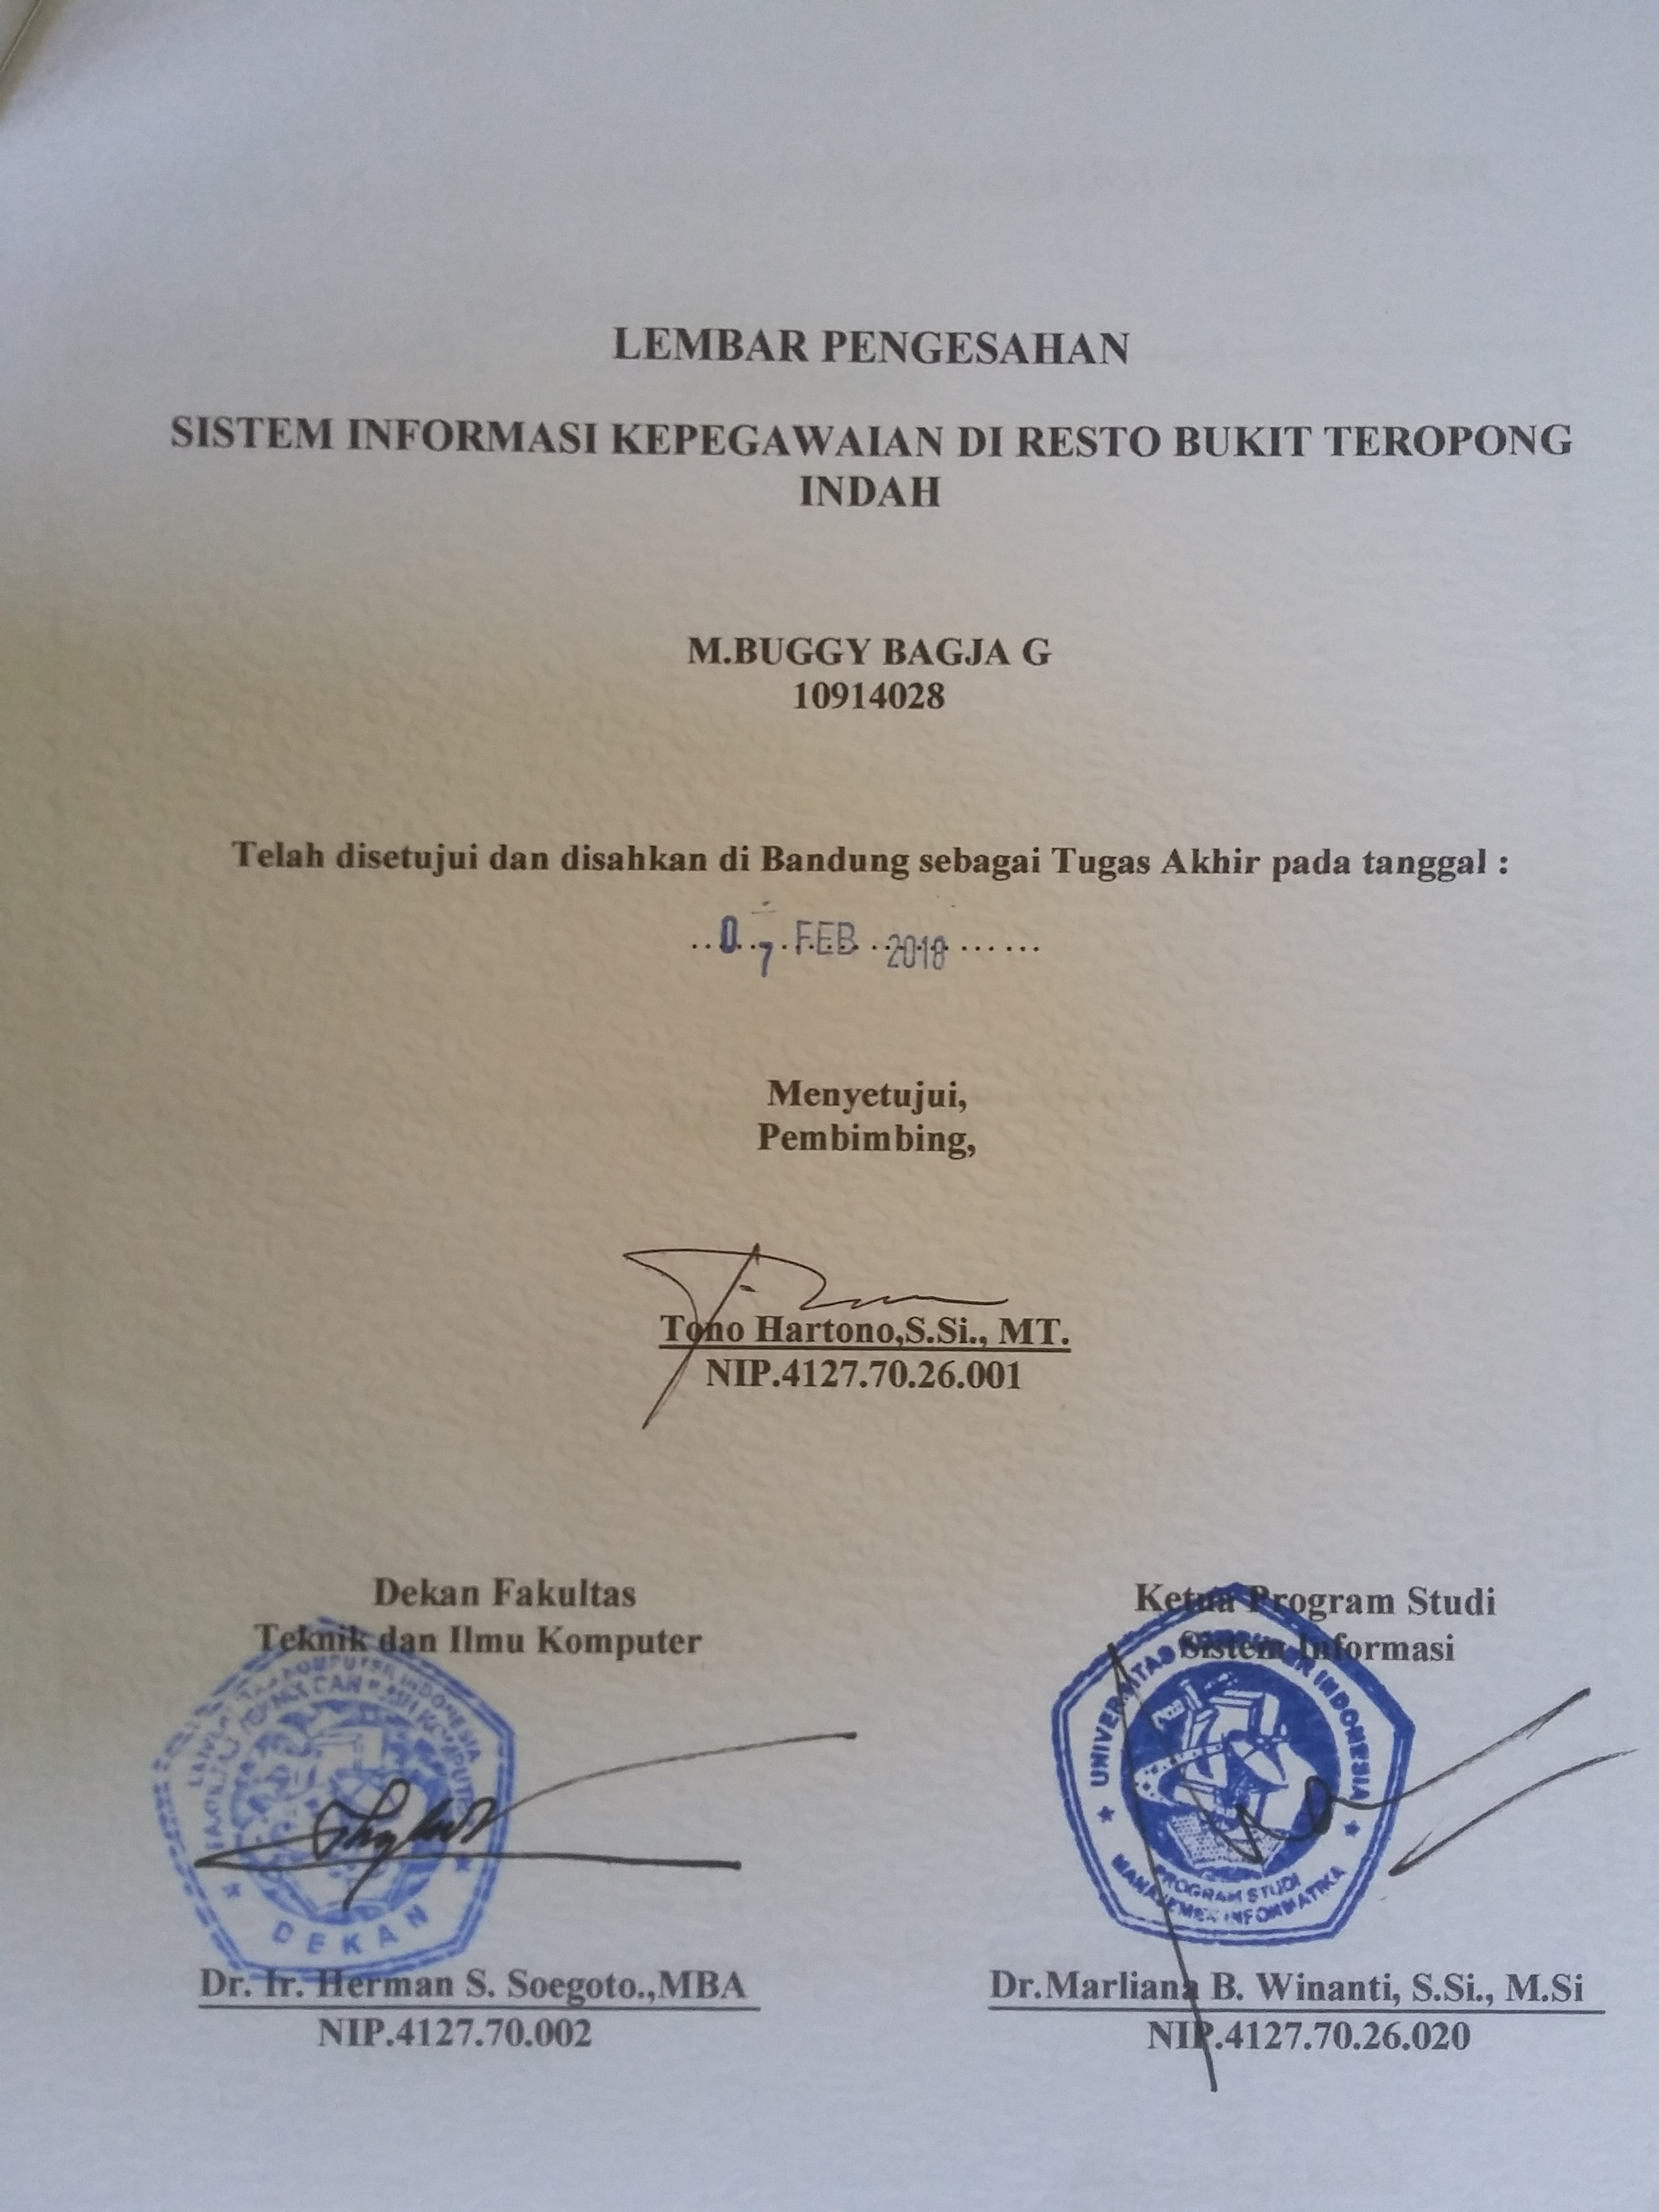 LEMBAR PENGESAHAN
SISTEM INFORMASI KEPEGAWAIAN DI RESTO BUKIT TEROPONG
INDAH
M.BUGGY BAGJA G
10914028
Telah disetujui dan disahkan di Bandung sebagai Tugas Akhir pada tanggal :
07 FEB 2018
Menyetujui,
Pembimbing,
Tono Hartono,S.Si., MT.
NIP.4127.70.26.001
Dekan Fakultas
Teknik dan Ilmu Komputer
DEKAN
Dr. Ir. Herman S. Soegoto.,MBA
NIP.4127.70.002
Ketua Program Studi
Sistem Informasi
UNIVERSITAS KOMPUTER INDONESIA
PROGRAM STUDI
MANAJEMEN INFORMATIKA
Dr.Marliana B. Winanti, S.Si., M.Si
NIP.4127.70.26.020